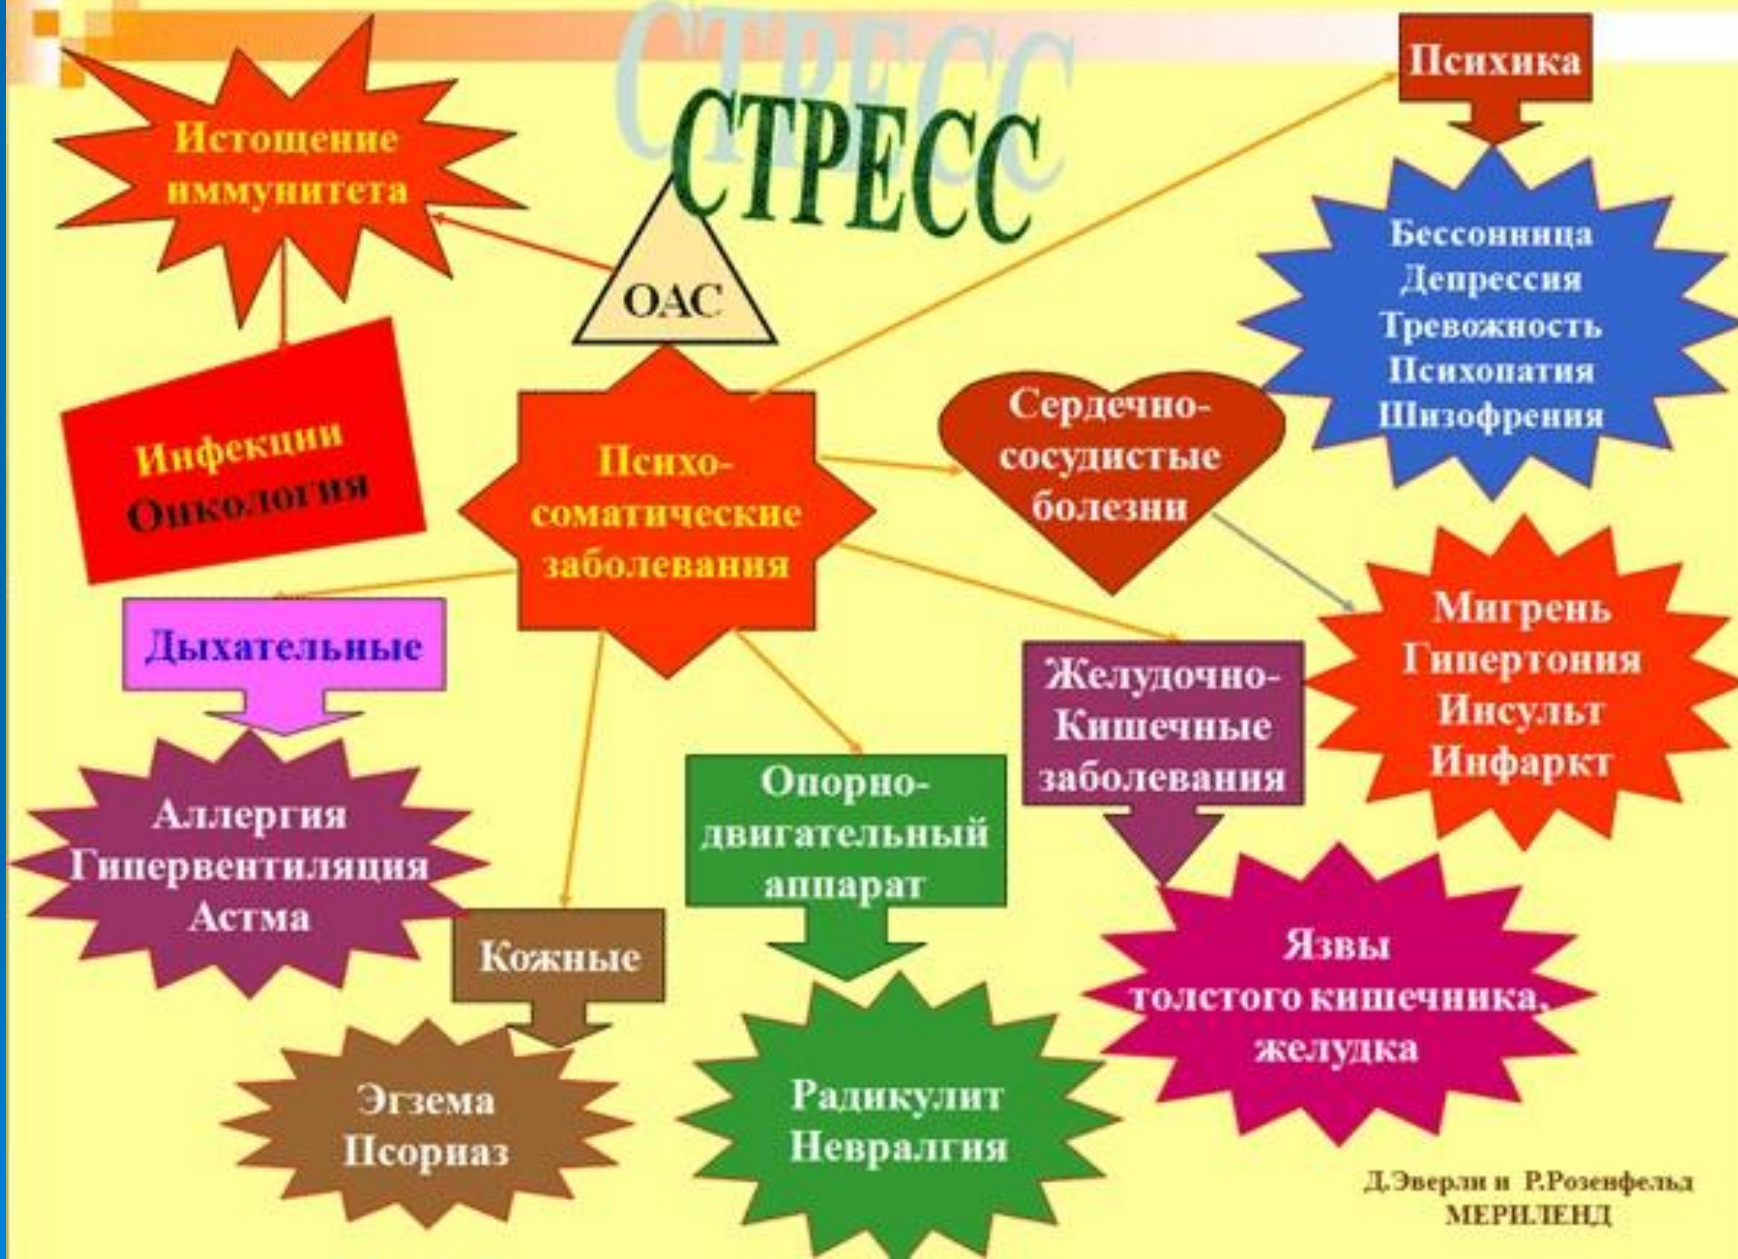 СТРЕСС
Психика
Истощение
иммунитета
ОАС
Бессонница
Депрессия
Тревожность
Психопатия
Шизофрения
Инфекции
Онкология
Психо-
соматические
заболевания
Сердечно-
сосудистые
болезни
Мигрень
Гипертония
Инсульт
Инфаркт
Дыхательные
Желудочно-
Кишечные
заболевания
Аллергия
Гипервентиляция
Астма
Опорно-
двигательный
аппарат
Кожные
Язвы
толстого кишечника,
желудка
Эгзема
Псориаз
Радикулит
Невралгия
Д.Эверли и Р.Розенфельд
МЕРИЛЕНД